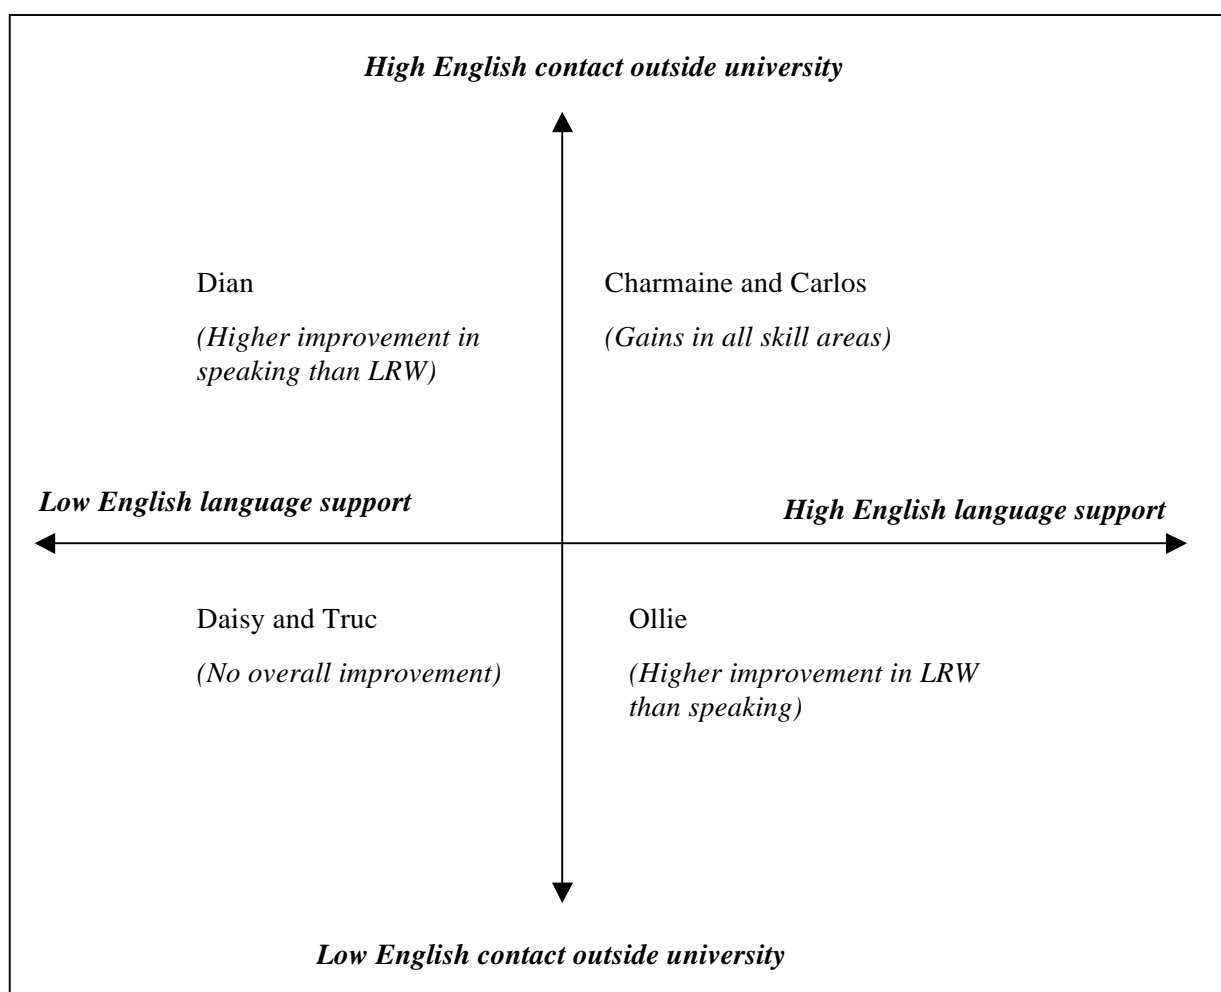 High English contact outside university
Dian
(Higher improvement in
speaking than LRW)
Charmaine and Carlos
(Gains in all skill areas)
Low English language support
High English language support
Daisy and Truc
(No overall improvement)
Ollie
(Higher improvement in LRW
than speaking)
Low English contact outside university